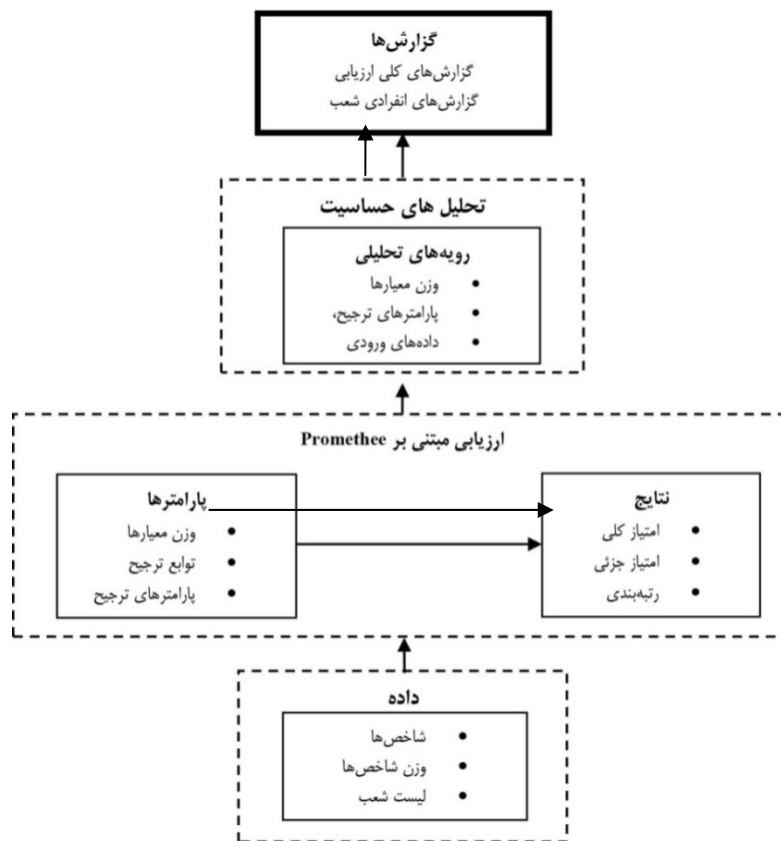 گزارش‌ها
گزارش‌های کلی ارزیابی
گزارش‌های انفرادی شعب
تحلیل های حساسیت
رویه‌های تحلیلی
• وزن معیارها
• پارامترهای ترجیح،
• داده‌های ورودی
ارزیابی مبتنی بر Promethee
نتایج
• امتیاز کلی
• امتیاز جزئی
• رتبه‌بندی
پارامترها
• وزن معیارها
• توابع ترجیح
• پارامترهای ترجیح
داده
• شاخص‌ها
• وزن شاخص‌ها
• لیست شعب